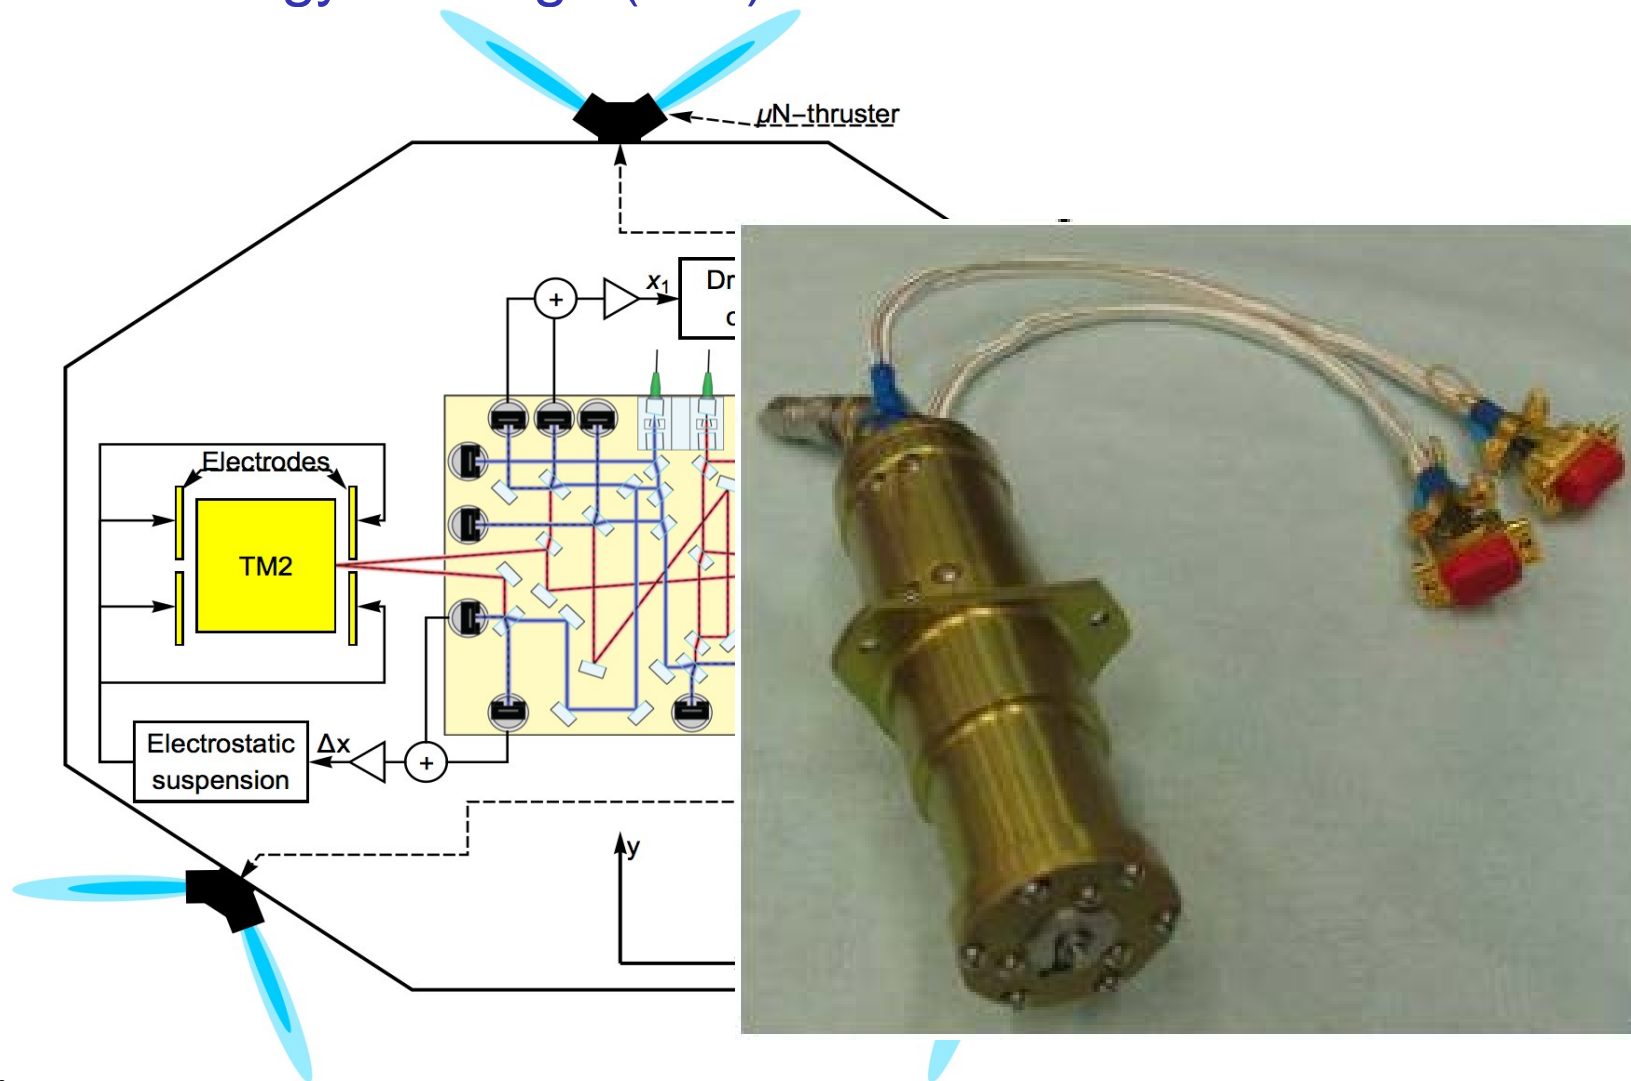 μN−thruster
x1
Dr
Electrodes
TM2
Electrostatic
suspension
Δx
+
+
y